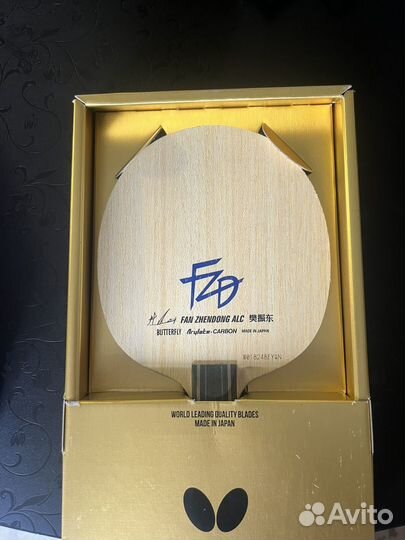 FZD
FAN ZHENDONG ALC 樊振东
BUTTERFLY Arylate-CARBON MADE IN JAPAN
WORLD LEADING QUALITY BLADES
MADE IN JAPAN
Avito